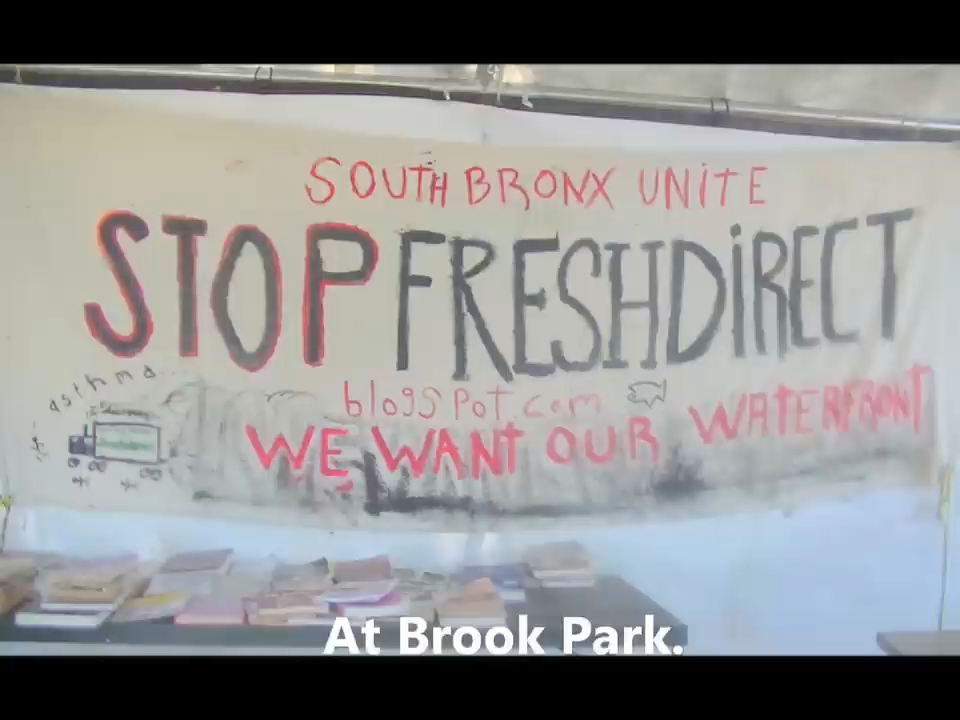 SOUTH BRONX UNiTE
STOP FRESHDiRECT
blogspot.com
asthma...
WE WANT OUR WATERFRONT
At Brook Park.